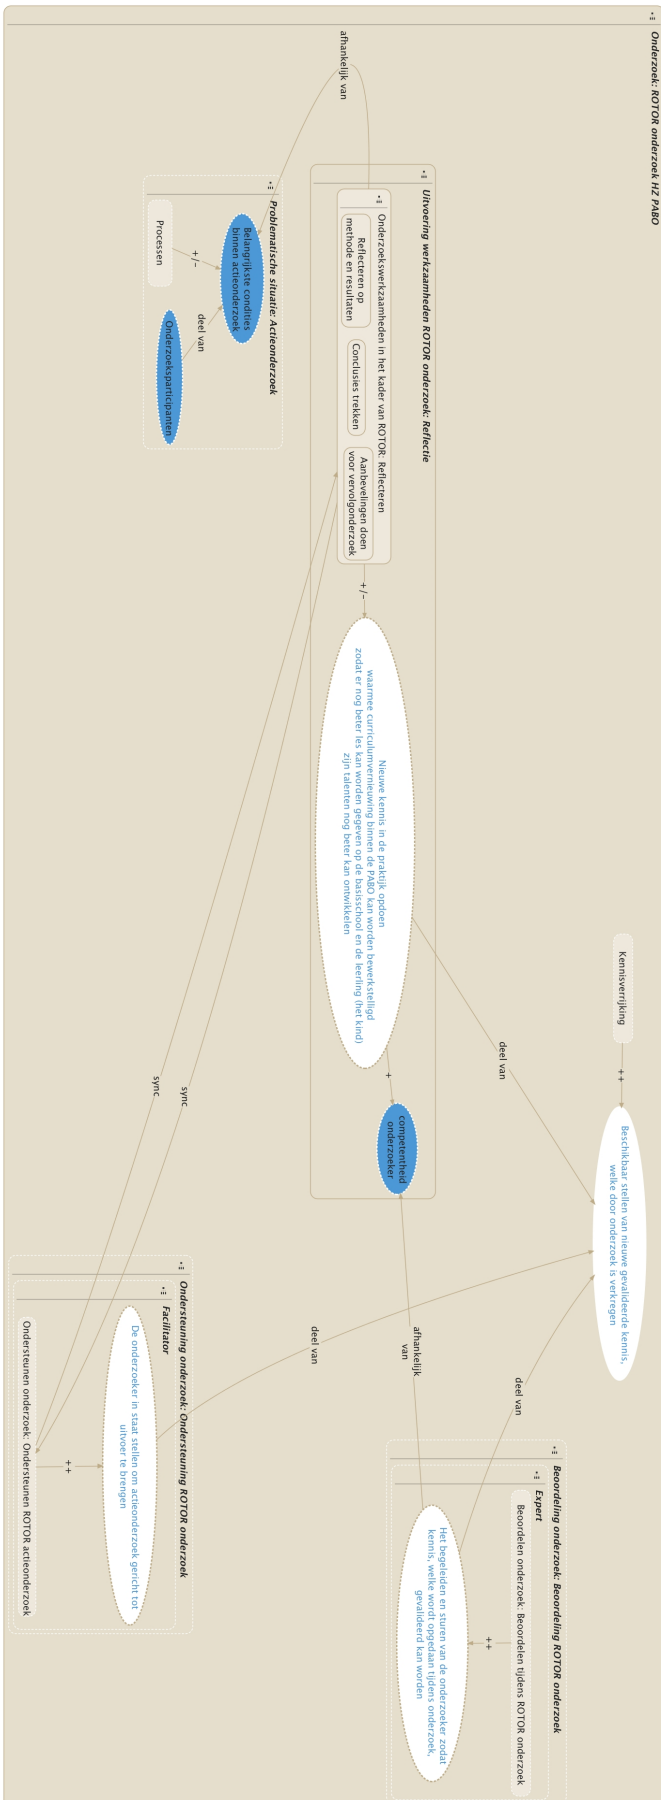 Onderzoek: ROTOR onderzoek HZ PABO
Kennisverrijking
++
Beschikbaar stellen van nieuwe gevalideerde kennis,
welke door onderzoek is verkregen
afhankelijk van
Uitvoering werkzaamheden ROTOR onderzoek: Reflectie
Onderzoekswerkzaamheden in het kader van ROTOR: Reflecteren
Reflecteren op
methode en resultaten
Conclusies trekken
Aanbevelingen doen
voor vervolgonderzoek
+/-
Nieuwe kennis in de praktijk opdoen
waarmee curriculumvernieuwing binnen de PABO kan worden bewerkstelligd
zodat er nog beter les kan worden gegeven op de basisschool en de leerling (het kind)
zijn talenten nog beter kan ontwikkelen
+
competentheid
onderzoeker
deel van
deel van
deel van
afhankelijk
van
Beoordeling onderzoek: Beoordeling ROTOR onderzoek
Expert
Beoordelen onderzoek: Beoordelen tijdens ROTOR onderzoek
++
Het begeleiden en sturen van de onderzoeker zodat
kennis, welke wordt opgedaan tijdens onderzoek,
gevalideerd kan worden
Problematische situatie: Actieonderzoek
Belangrijkste condities
binnen actieonderzoek
+/-
Processen
deel van
Onderzoeksparticipanten
sync
sync
Ondersteuning onderzoek: Ondersteuning ROTOR onderzoek
Facilitator
De onderzoeker in staat stellen om actieonderzoek gericht tot
uitvoer te brengen
++
Ondersteunen onderzoek: Ondersteunen ROTOR actieonderzoek